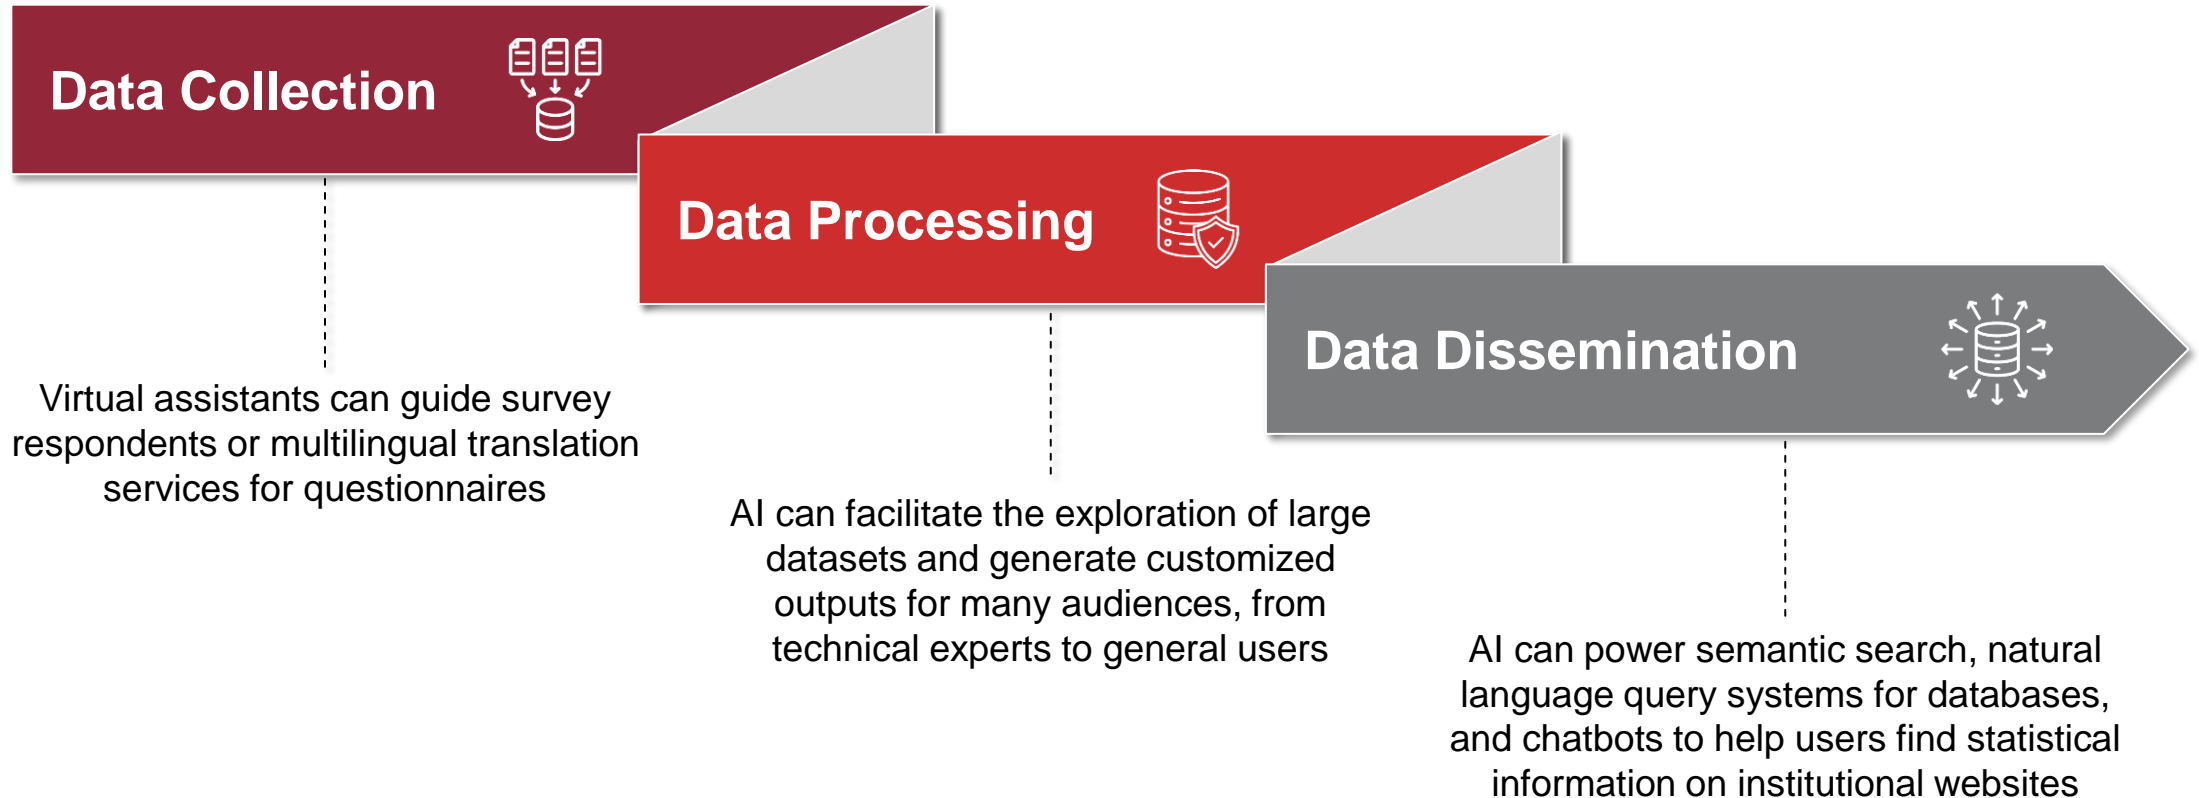 Data Collection
Virtual assistants can guide survey
respondents or multilingual translation
services for questionnaires
Data Processing
AI can facilitate the exploration of large
datasets and generate customized
outputs for many audiences, from
technical experts to general users
Data Dissemination
AI can power semantic search, natural
language query systems for databases,
and chatbots to help users find statistical
information on institutional websites